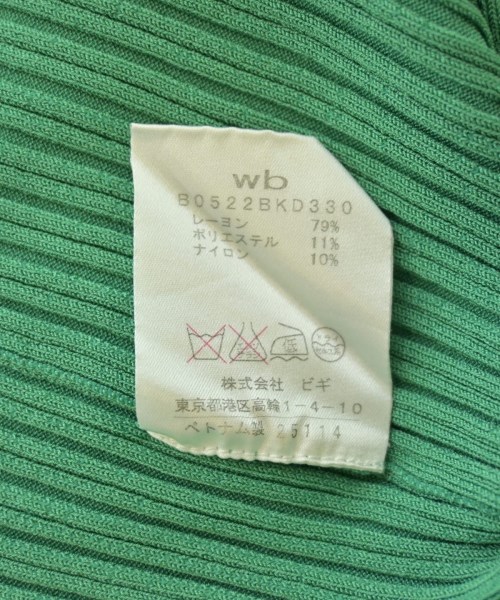 wb
B0522BKD330
レーヨン 79%
ポリエステル 11%
ナイロン 10%
低
株式会社 ビギ
東京都港区高輪1-4-10
ベトナム製 25114